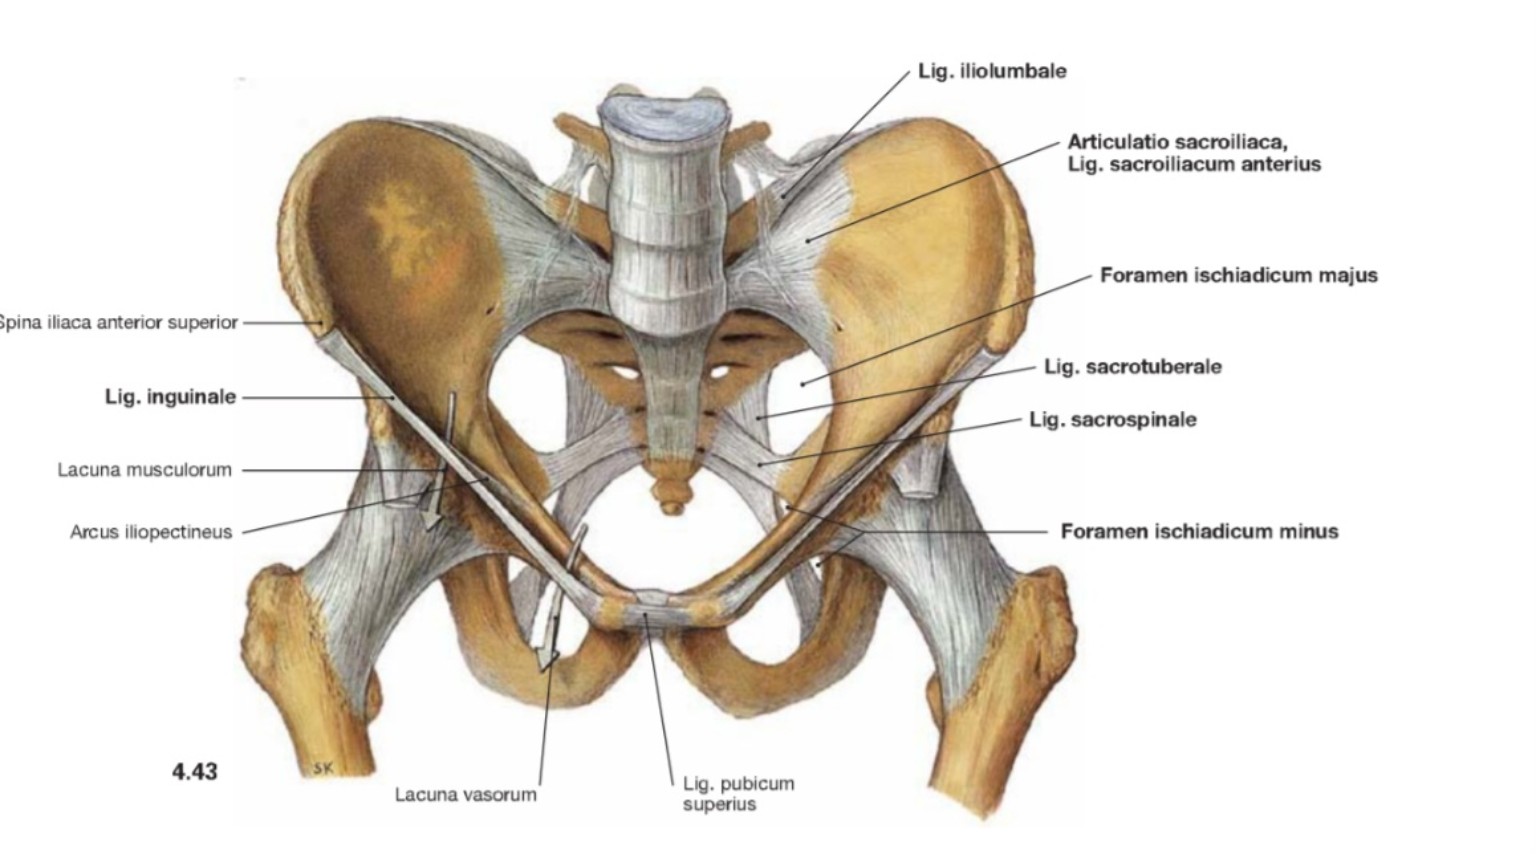 Lig. iliolumbale
Articulatio sacroiliaca,
Lig. sacroiliacum anterius
Foramen ischiadicum majus
Spina iliaca anterior superior
Lig. sacrotuberale
Lig. inguinale
Lig. sacrospinale
Lacuna musculorum
Arcus iliopectineus
Foramen ischiadicum minus
4.43
SK
Lacuna vasorum
Lig. pubicum
superius